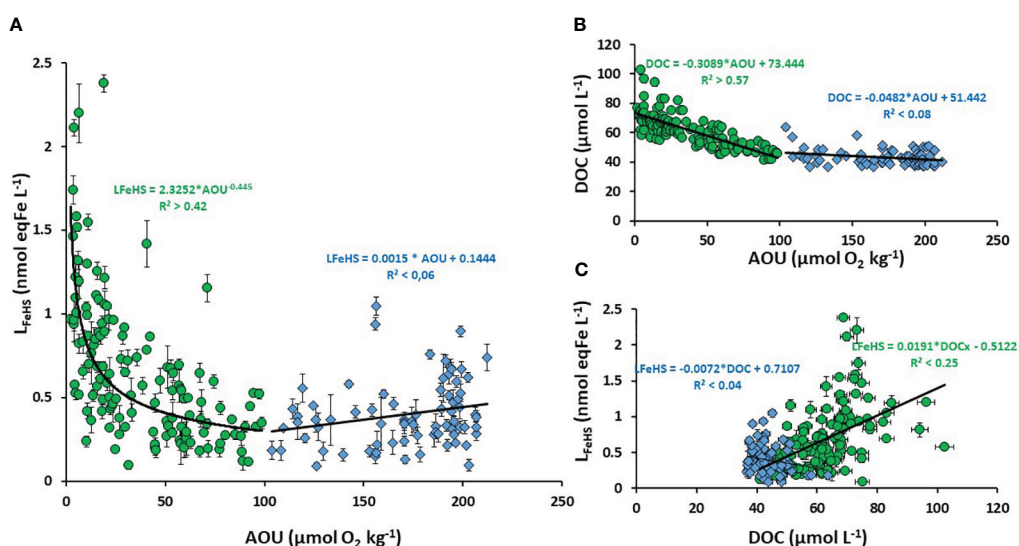 A
2.5
2
1.5
1
0.5
0
0 50 100 150 200 250
L_FeHS (nmol eqFe L⁻¹)
AOU (µmol O₂ kg⁻¹)
LFeHS = 2.3252*AOU⁻⁰·⁴⁴⁵
R² > 0.42
LFeHS = 0.0015 * AOU + 0.1444
R² < 0,06
B
120
100
80
60
40
20
0
0 50 100 150 200 250
DOC (µmol L⁻¹)
AOU (µmol O₂ kg⁻¹)
DOC = -0.3089*AOU + 73.444
R² > 0.57
DOC = -0.0482*AOU + 51.442
R² < 0.08
C
2.5
2
1.5
1
0.5
0
0 20 40 60 80 100 120
L_FeHS (nmol eqFe L⁻¹)
DOC (µmol L⁻¹)
LFeHS = -0.0072*DOC + 0.7107
R² < 0.04
LFeHS = 0.0191*DOCx - 0.5122
R² < 0.25